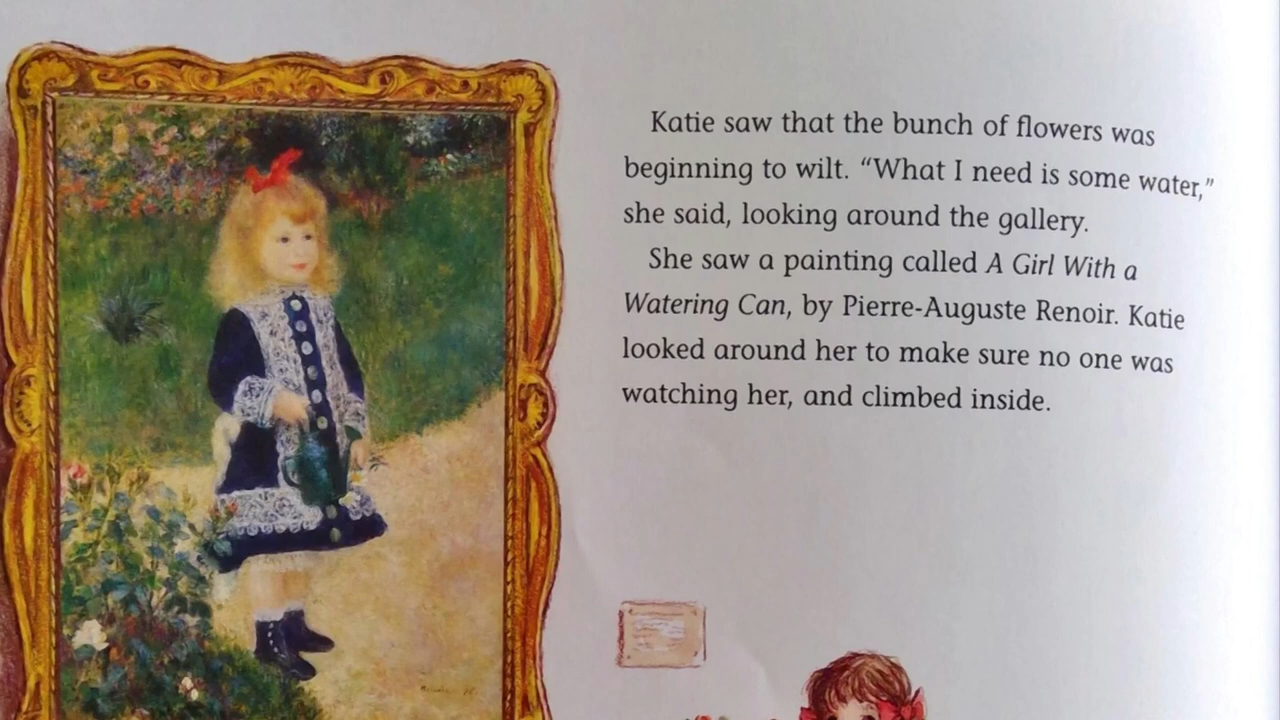 Katie saw that the bunch of flowers was
beginning to wilt. “What I need is some water,”
she said, looking around the gallery.
She saw a painting called A Girl With a
Watering Can, by Pierre-Auguste Renoir. Katie
looked around her to make sure no one was
watching her, and climbed inside.